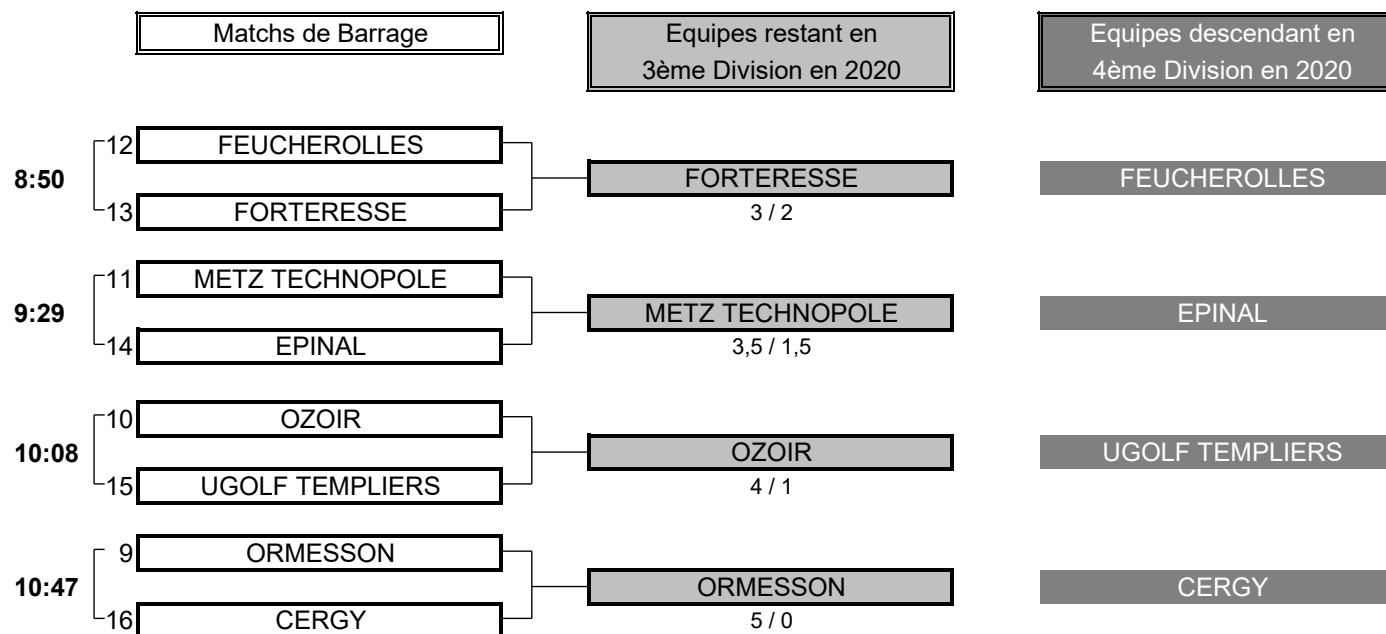 Matchs de Barrage
Equipes restant en
3ème Division en 2020
Equipes descendant en
4ème Division en 2020
8:50
12 FEUCHEROLLES
13 FORTERESSE
FORTERESSE
3 / 2
FEUCHEROLLES
9:29
11 METZ TECHNOPOLE
14 EPINAL
METZ TECHNOPOLE
3,5 / 1,5
EPINAL
10:08
10 OZOIR
15 UGOLF TEMPLIERS
OZOIR
4 / 1
UGOLF TEMPLIERS
10:47
9 ORMESSON
16 CERGY
ORMESSON
5 / 0
CERGY